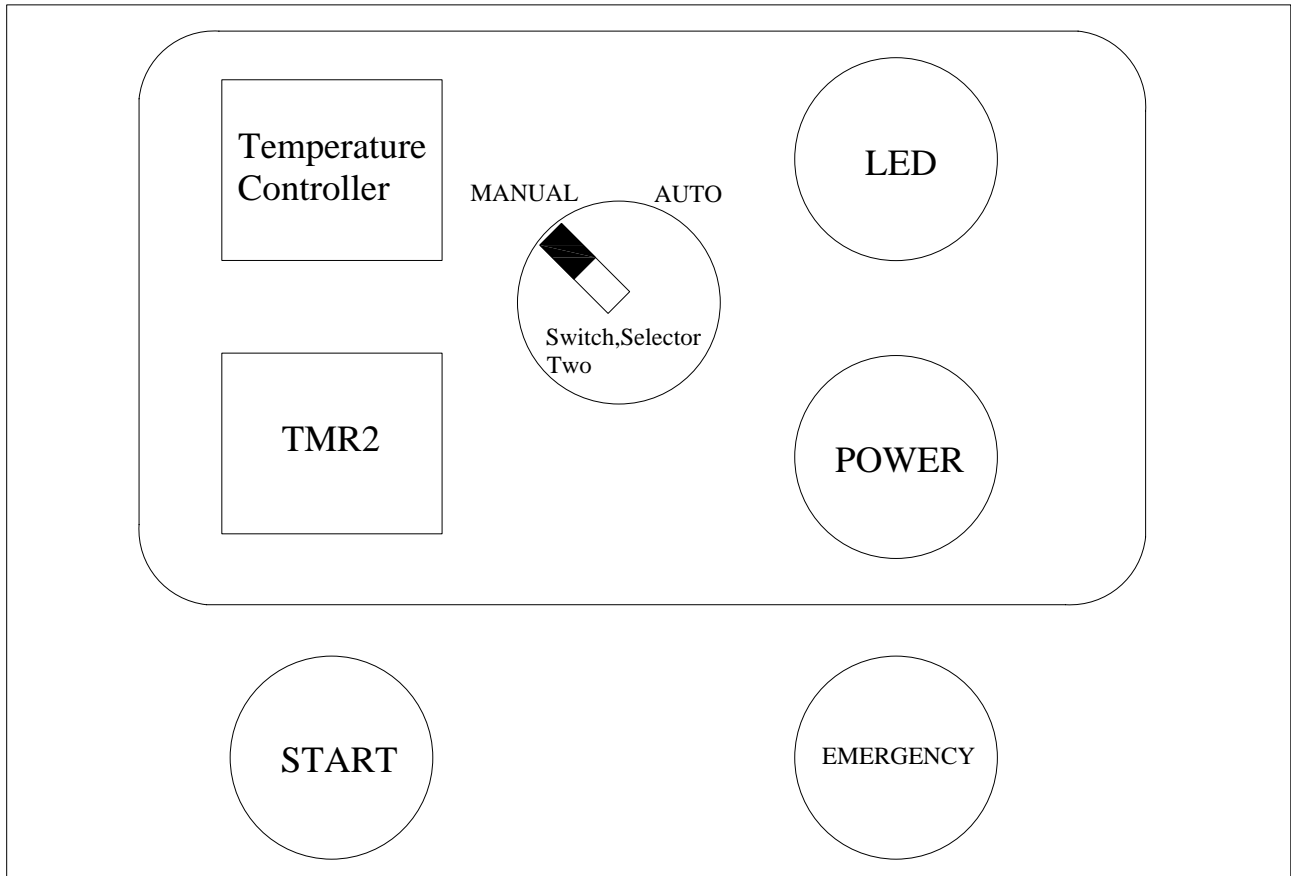 Temperature
Controller
MANUAL
AUTO
LED
Switch,Selector
Two
TMR2
POWER
START
EMERGENCY